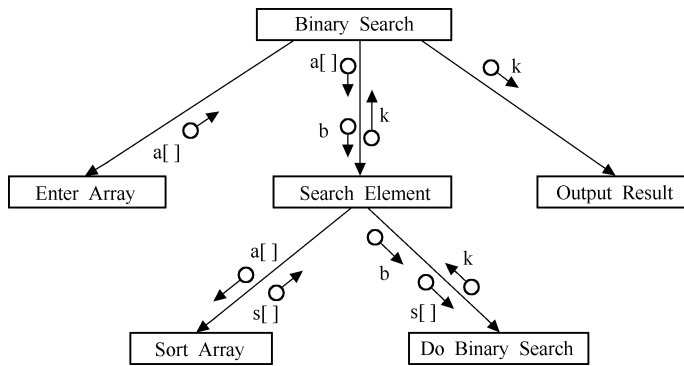 Binary Search
a[ ]
k
b
k
a[ ]
Enter Array
Search Element
Output Result
a[ ]
k
b
s[ ]
s[ ]
Sort Array
Do Binary Search